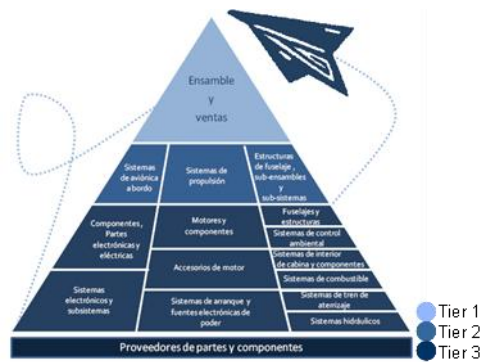 Ensamble
y
ventas
Sistemas
de aviónica
a bordo
Sistemas de
propulsión
Estructuras
de fuselaje ,
sub-ensambles
y
sub-sistemas
Componentes ,
Partes
electrónicas y
eléctricas
Motores y
componentes
Fuselajes y
estructuras
Sistemas de control
ambiental
Accesorios de motor
Sistemas de interior
de cabina y componentes
Sistemas de combustible
Sistemas
electrónicos y
subsistemas
Sistemas de arranque y
fuentes electrónicas de
poder
Sistemas de tren de
aterrizaje
Sistemas hidráulicos
Proveedores de partes y componentes
Tier 1
Tier 2
Tier 3